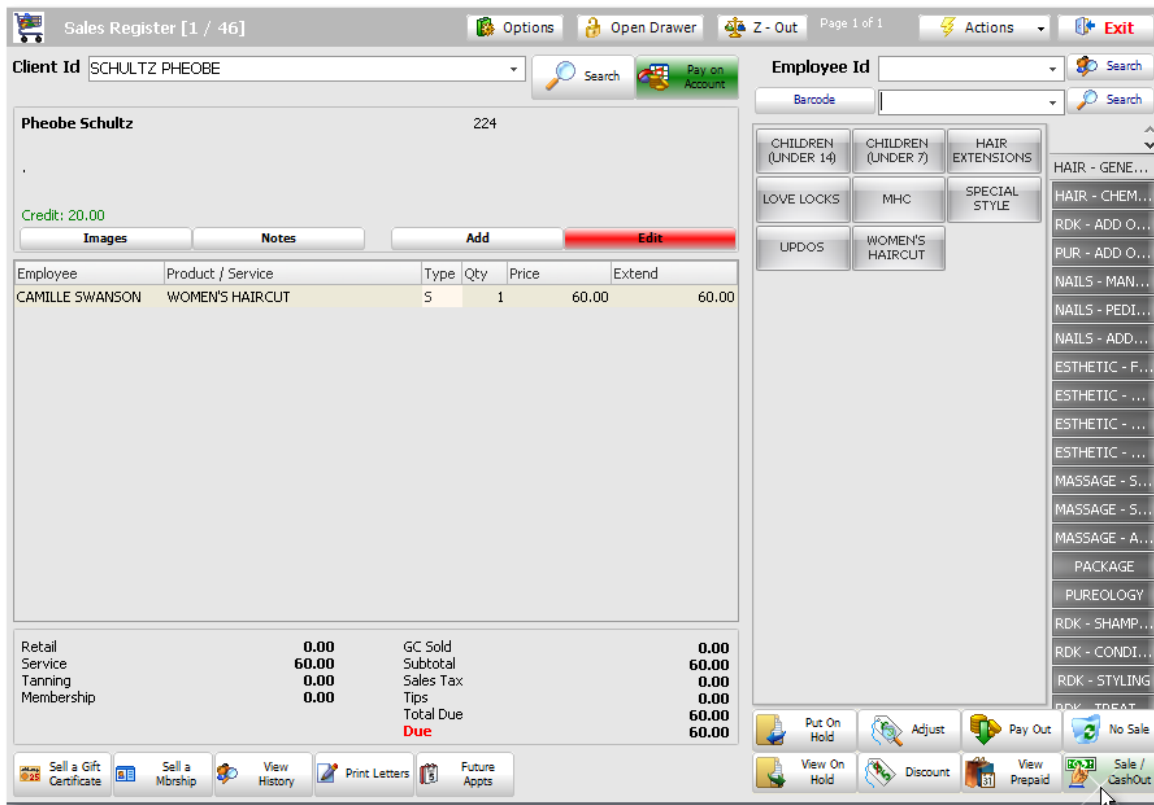 Sales Register [1 / 46]
Options
Open Drawer
Z - Out
Page 1 of 1
Actions
Exit
Client Id
SCHULTZ PHEOBE
Search
Pay on
Account
Employee Id
Search
Barcode
Search
Pheobe Schultz
224
.
Credit: 20.00
Images
Notes
Add
Edit
Employee Product / Service Type Qty Price Extend
CAMILLE SWANSON WOMEN'S HAIRCUT S 1 60.00 60.00
CHILDREN
(UNDER 14)
CHILDREN
(UNDER 7)
HAIR
EXTENSIONS
LOVE LOCKS
MHC
SPECIAL
STYLE
UPDOS
WOMEN'S
HAIRCUT
HAIR - GENE...
HAIR - CHEM...
RDK - ADD O...
PUR - ADD O...
NAILS - MAN...
NAILS - PEDI...
NAILS - ADD...
ESTHETIC - F...
ESTHETIC - ...
ESTHETIC - ...
ESTHETIC - ...
MASSAGE - S...
MASSAGE - S...
MASSAGE - A...
PACKAGE
PUREOLOGY
RDK - SHAMP...
RDK - CONDI...
RDK - STYLING
RDK - TREAT
Retail 0.00
Service 60.00
Tanning 0.00
Membership 0.00
GC Sold 0.00
Subtotal 60.00
Sales Tax 0.00
Tips 0.00
Total Due 60.00
Due 60.00
Put On
Hold
Adjust
Pay Out
No Sale
Sell a Gift
Certificate
Sell a
Mbrship
View
History
Print Letters
Future
Appts
View On
Hold
Discount
View
Prepaid
Sale /
CashOut